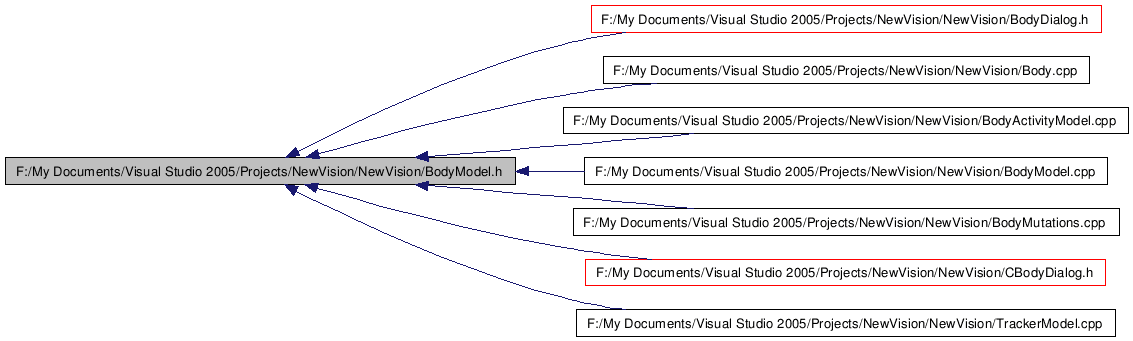 F:/My Documents/Visual Studio 2005/Projects/NewVision/NewVision/BodyDialog.h
F:/My Documents/Visual Studio 2005/Projects/NewVision/NewVision/Body.cpp
F:/My Documents/Visual Studio 2005/Projects/NewVision/NewVision/BodyActivityModel.cpp
F:/My Documents/Visual Studio 2005/Projects/NewVision/NewVision/BodyModel.h
F:/My Documents/Visual Studio 2005/Projects/NewVision/NewVision/BodyModel.cpp
F:/My Documents/Visual Studio 2005/Projects/NewVision/NewVision/BodyMutations.cpp
F:/My Documents/Visual Studio 2005/Projects/NewVision/NewVision/CBodyDialog.h
F:/My Documents/Visual Studio 2005/Projects/NewVision/NewVision/TrackerModel.cpp